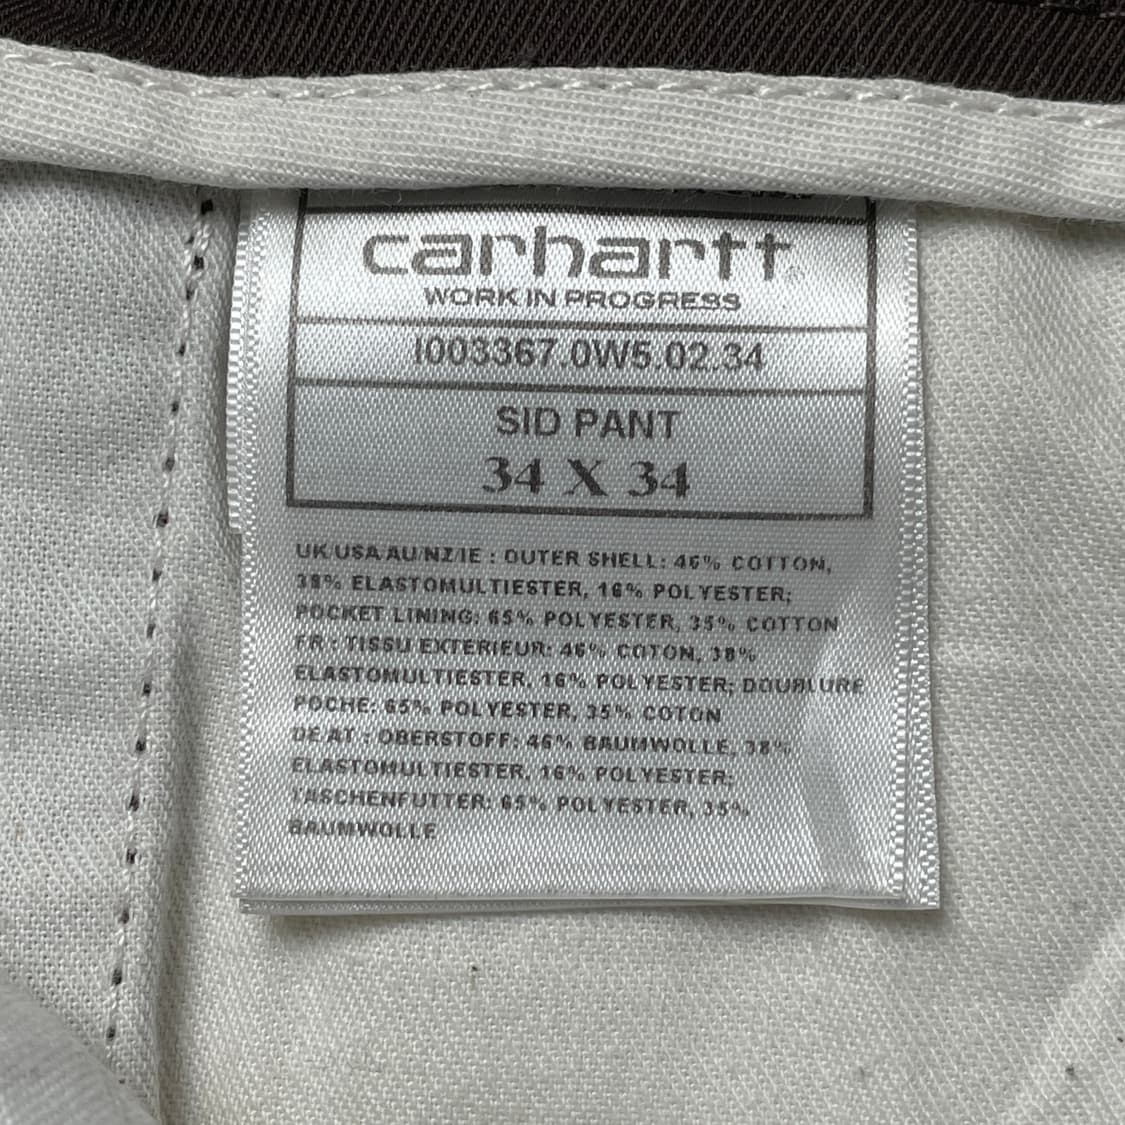 carhartt®
WORK IN PROGRESS
I003367.0W5.02.34
SID PANT
34 X 34
UK/USA/AU/NZ/IE : OUTER SHELL: 46% COTTON,
38% ELASTOMULTIESTER, 16% POLYESTER;
POCKET LINING: 65% POLYESTER, 35% COTTON
FR : TISSU EXTERIEUR: 46% COTON, 38%
ELASTOMULTIESTER, 16% POLYESTER; DOUBLURE
POCHE: 65% POLYESTER, 35% COTON
DE AT : OBERSTOFF: 46% BAUMWOLLE, 38%
ELASTOMULTIESTER, 16% POLYESTER;
TASCHENFUTTER: 65% POLYESTER, 35%
BAUMWOLLE